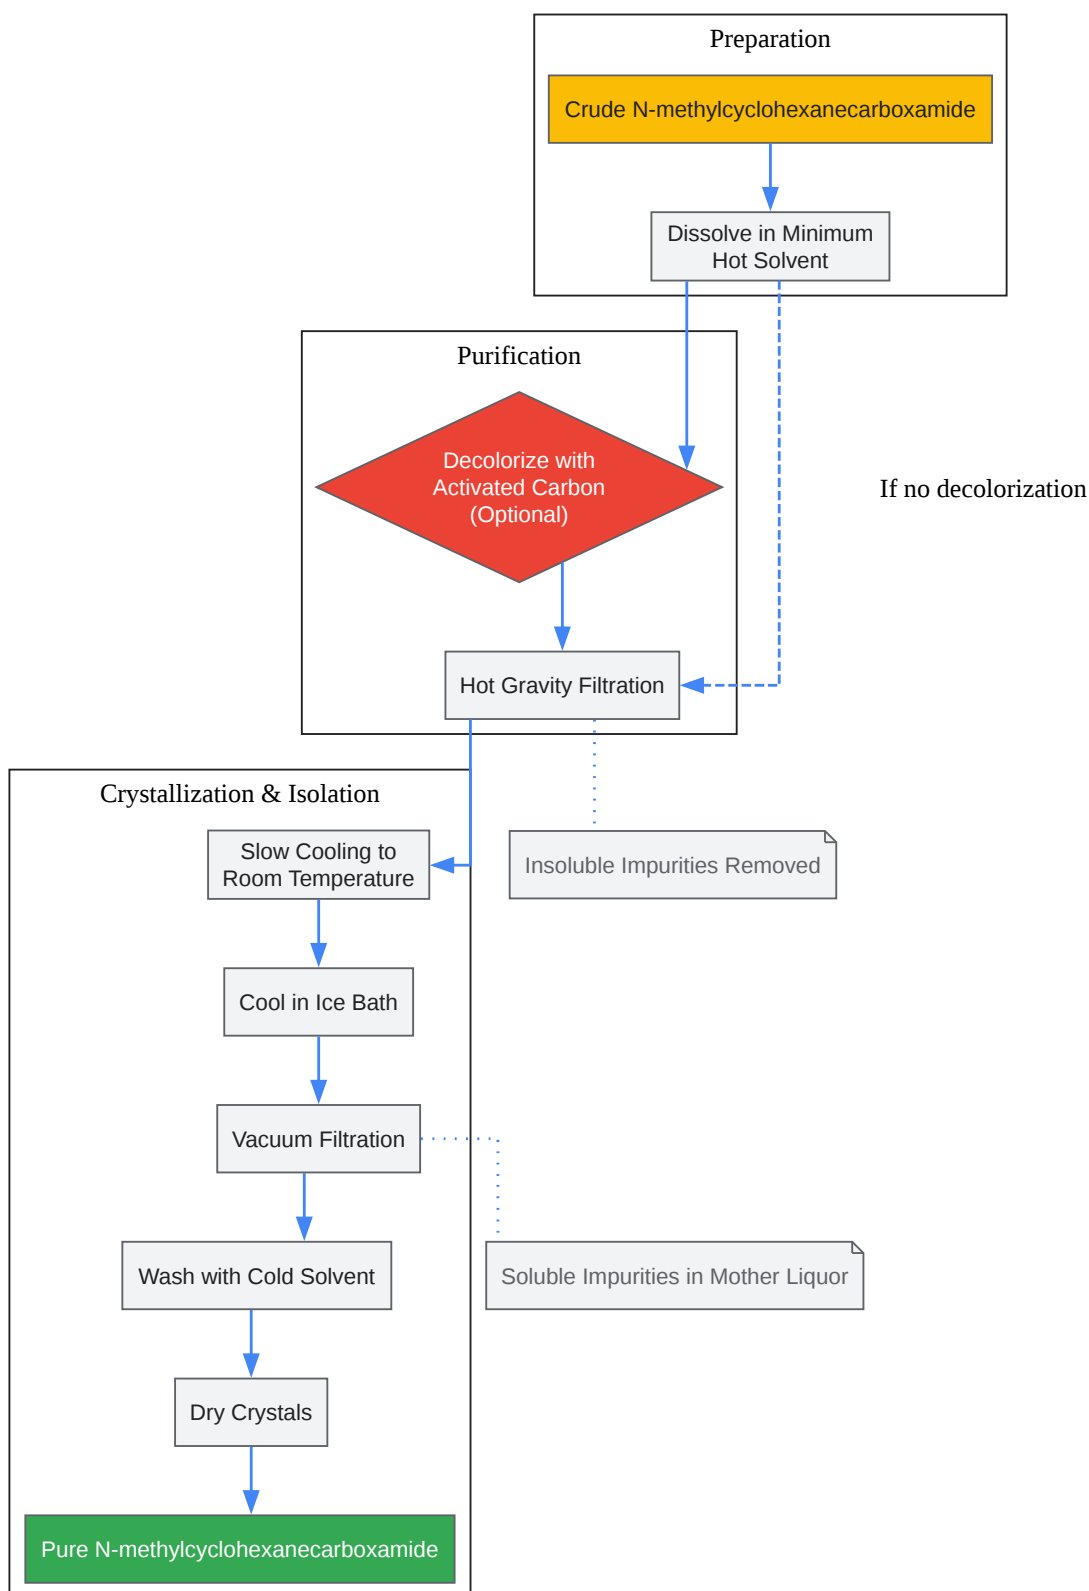 Preparation
Crude N-methylcyclohexanecarboxamide
Dissolve in Minimum
Hot Solvent
Purification
Decolorize with
Activated Carbon
(Optional)
If no decolorization
Hot Gravity Filtration
Crystallization & Isolation
Slow Cooling to
Room Temperature
Insoluble Impurities Removed
Cool in Ice Bath
Vacuum Filtration
Wash with Cold Solvent
Soluble Impurities in Mother Liquor
Dry Crystals
Pure N-methylcyclohexanecarboxamide